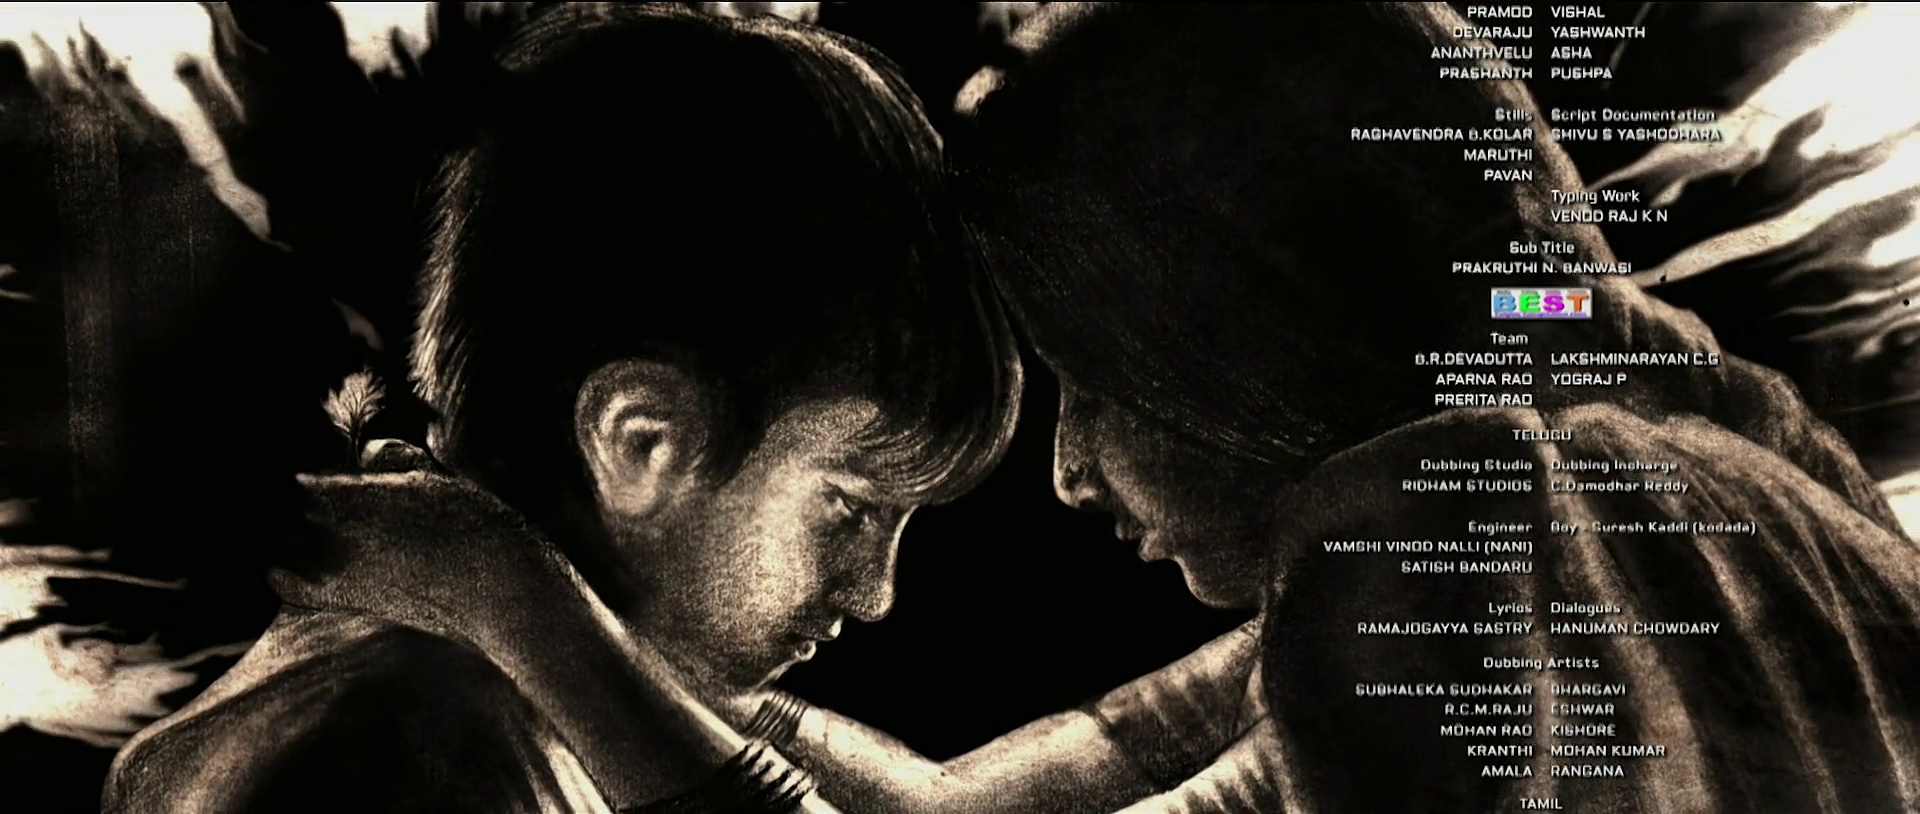 PRAMOD VISHAL
DEVARAJU YASHWANTH
ANANTHVELU ASHA
PRASHANTH PUSHPA
Stills Script Documentation
RAGHAVENDRA B.KOLAR SHIVU S YASHODHARA
MARUTHI
PAVAN
Typing Work
VENOD RAJ K N
Sub Title
PRAKRUTHI N. BANWASI
BEST
Team
B.R.DEVADUTTA LAKSHMINARAYAN C.G
APARNA RAO YOGRAJ P
PRERITA RAO
TELUGU
Dubbing Studio Dubbing Incharge
RIDHAM STUDIOS C.Damodhar Reddy
Engineer Boy - Suresh Kaddi (kodada)
VAMSHI VINOD NALLI (NANI)
SATISH BANDARU
Lyrics Dialogues
RAMAJOGAYYA SASTRY HANUMAN CHOWDARY
Dubbing Artists
SUBHALEKA SUDHAKAR BHARGAVI
R.C.M.RAJU ESHWAR
MOHAN RAO KISHORE
KRANTHI MOHAN KUMAR
AMALA RANGANA
TAMIL